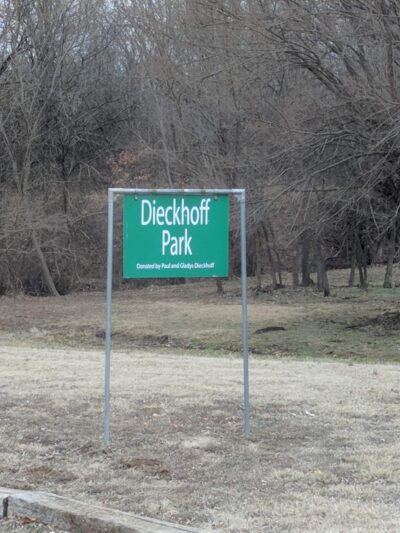 Dieckhoff
Park
Donated by Paul and Gladys Dieckhoff